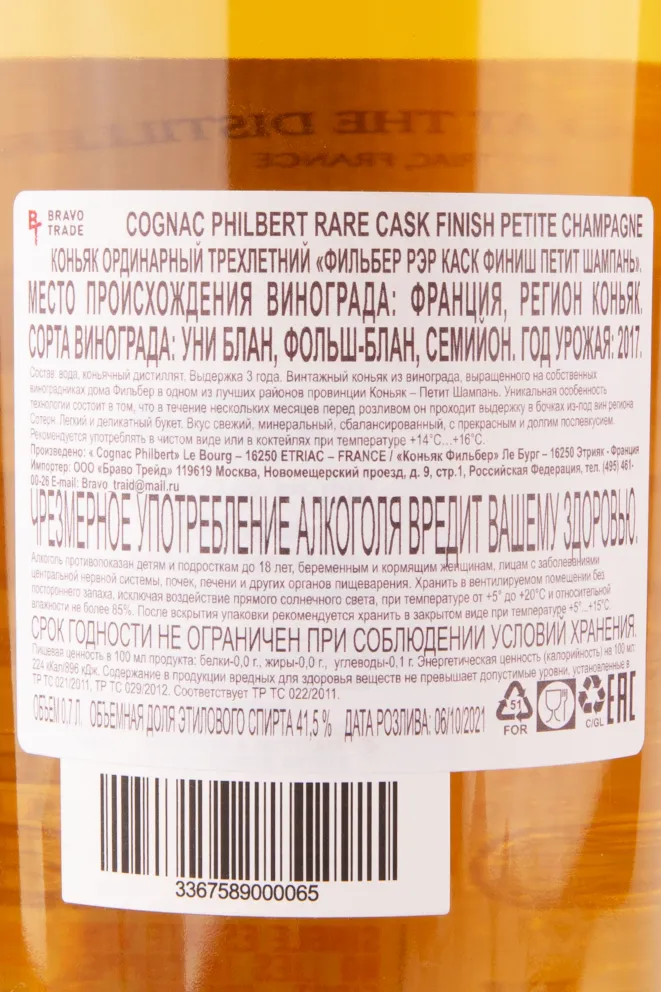 AT THE DISTILLE
TRIAC, FRANCE
BRAVO
TRADE
COGNAC PHILBERT RARE CASK FINISH PETITE CHAMPAGNE
КОНЬЯК ОРДИНАРНЫЙ ТРЕХЛЕТНИЙ «ФИЛЬБЕР РЭР КАСК ФИНИШ ПЕТИТ ШАМПАНЬ».
МЕСТО ПРОИСХОЖДЕНИЯ ВИНОГРАДА: ФРАНЦИЯ, РЕГИОН КОНЬЯК.
СОРТА ВИНОГРАДА: УНИ БЛАН, ФОЛЬШ-БЛАН, СЕМИЙОН. ГОД УРОЖАЯ: 2017.
Состав: вода, коньячный дистиллят. Выдержка 3 года. Винтажный коньяк из винограда, выращенного на собственных
виноградниках дома Фильбер в одном из лучших районов провинции Коньяк – Петит Шампань. Уникальная особенность
технологии состоит в том, что в течение нескольких месяцев перед розливом он проходит выдержку в бочках из-под вин региона
Сотерн. Легкий и деликатный букет. Вкус свежий, минеральный, сбалансированный, с прекрасным и долгим послевкусием.
Рекомендуется употреблять в чистом виде или в коктейлях при температуре +14°С...+16°С.
Произведено: « Cognac Philbert» Le Bourg – 16250 ETRIAC – FRANCE / «Коньяк Фильбер» Ле Бург – 16250 Этрияк - Франция
Импортер: ООО «Браво Трейд» 119619 Москва, Новомещерский проезд, д. 9, стр.1, Российская Федерация, тел. (495) 461-
00-26 E-mail: Bravo_traid@mail.ru
ЧРЕЗМЕРНОЕ УПОТРЕБЛЕНИЕ АЛКОГОЛЯ ВРЕДИТ ВАШЕМУ ЗДОРОВЬЮ.
Алкоголь противопоказан детям и подросткам до 18 лет, беременным и кормящим женщинам, лицам с заболеваниями
центральной нервной системы, почек, печени и других органов пищеварения. Хранить в вентилируемом помещении без
постороннего запаха, исключая воздействие прямого солнечного света, при температуре от +5° до +20°С и относительной
влажности не более 85%. После вскрытия упаковки рекомендуется хранить в закрытом виде при температуре +5°...+15°С.
СРОК ГОДНОСТИ НЕ ОГРАНИЧЕН ПРИ СОБЛЮДЕНИИ УСЛОВИЙ ХРАНЕНИЯ.
Пищевая ценность в 100 мл продукта: белки-0,0 г., жиры-0,0 г., углеводы-0,1 г. Энергетическая ценность (калорийность) на 100 мл:
224 кКал/896 кДж. Содержание в продукции вредных для здоровья веществ не превышает допустимые уровни, установленные в
ТР ТС 021/2011, ТР ТС 029/2012. Соответствует ТР ТС 022/2011.
ОБЪЕМ 0,7 Л. ОБЪЕМНАЯ ДОЛЯ ЭТИЛОВОГО СПИРТА 41,5 % ДАТА РОЗЛИВА: 06/10/2021
51
FOR
C/GL
EAC
3367589000065